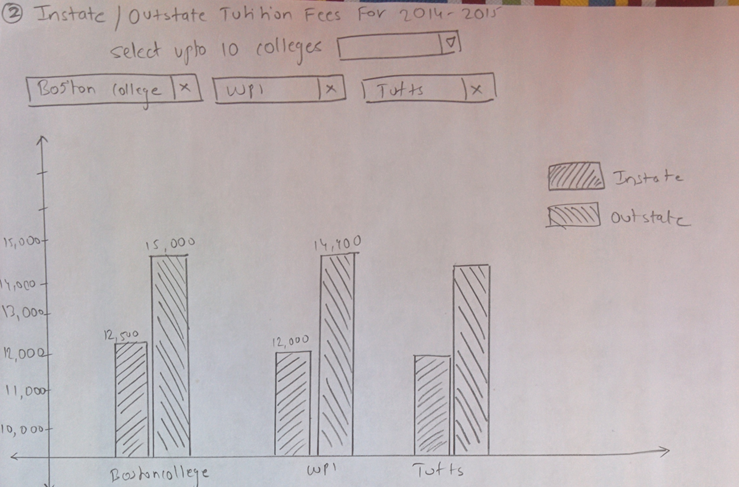 ② Instate / Outstate Tuhition Fees For 2014-2015
select upto 10 colleges
Boston College x WPI x Tufts x
Instate
15,000 15,000 14,400 Outstate
14,000
13,000
12,500 12,000
12,000
11,000
10,000
Bostoncollege WPI Tufts